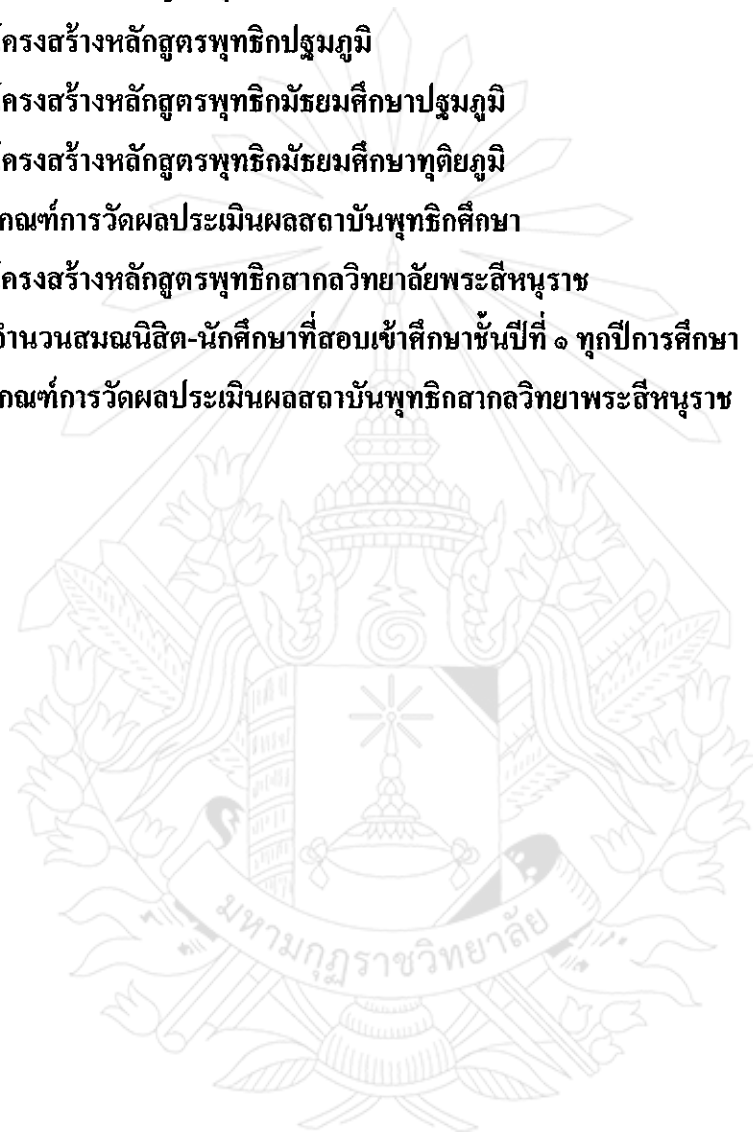 ครงสร้างหลักสูตรพุทธิกปฐมภูมิ
ครงสร้างหลักสูตรพุทธิกมัธยมศึกษาปฐมภูมิ
ครงสร้างหลักสูตรพุทธิกมัธยมศึกษาทุติยภูมิ
กณฑ์การวัดผลประเมินผลสถาบันพุทธิกศึกษา
ครงสร้างหลักสูตรพุทธิกสากลวิทยาลัยพระสีหนุราช
ำนวนสมณนิสิต-นักศึกษาที่สอบเข้าศึกษาชั้นปีที่ ๑ ทุกปีการศึกษา
กณฑ์การวัดผลประเมินผลสถาบันพุทธิกสากลวิทยาพระสีหนุราช
มหามกุฏราชวิทยาลัย